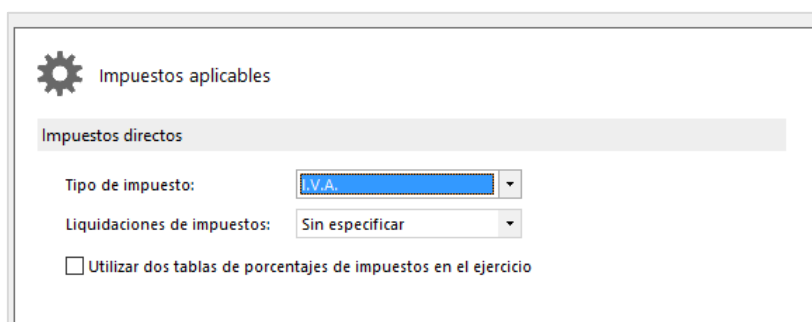 Impuestos aplicables
Impuestos directos
Tipo de impuesto: I.V.A.
Liquidaciones de impuestos: Sin especificar
Utilizar dos tablas de porcentajes de impuestos en el ejercicio